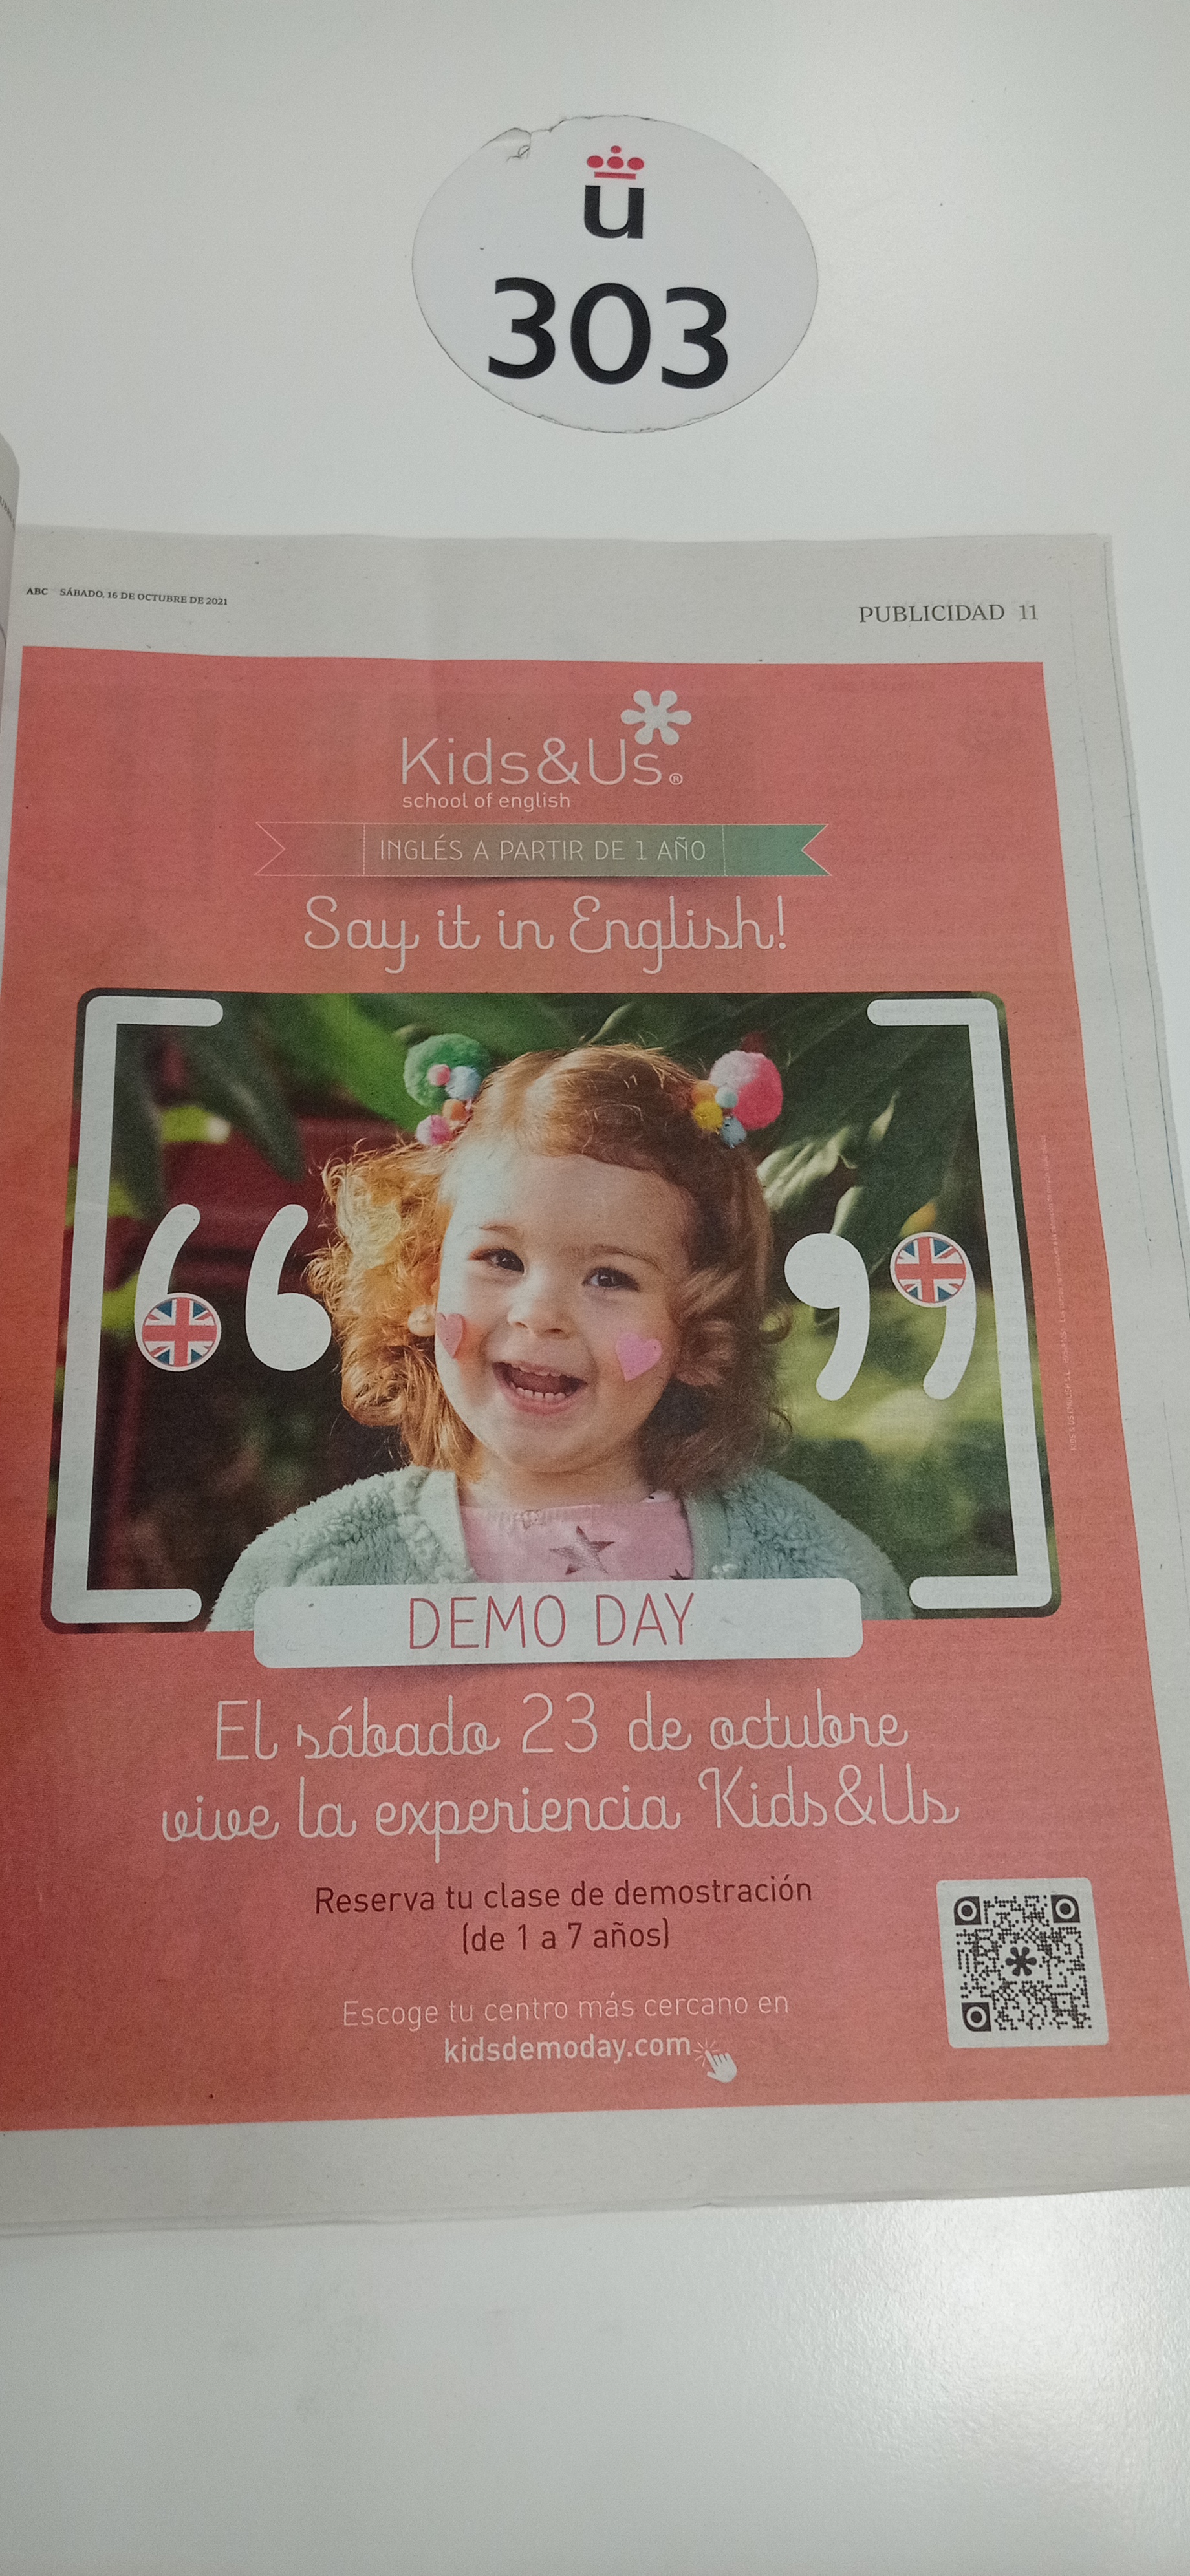 u
303
ABC SÁBADO, 16 DE OCTUBRE DE 2021
PUBLICIDAD 11
Kids&Us®
school of english
INGLÉS A PARTIR DE 1 AÑO
Say it in English!
DEMO DAY
El sábado 23 de octubre
vive la experiencia Kids&Us
Reserva tu clase de demostración
(de 1 a 7 años)
Escoge tu centro más cercano en
kidsdemoday.com